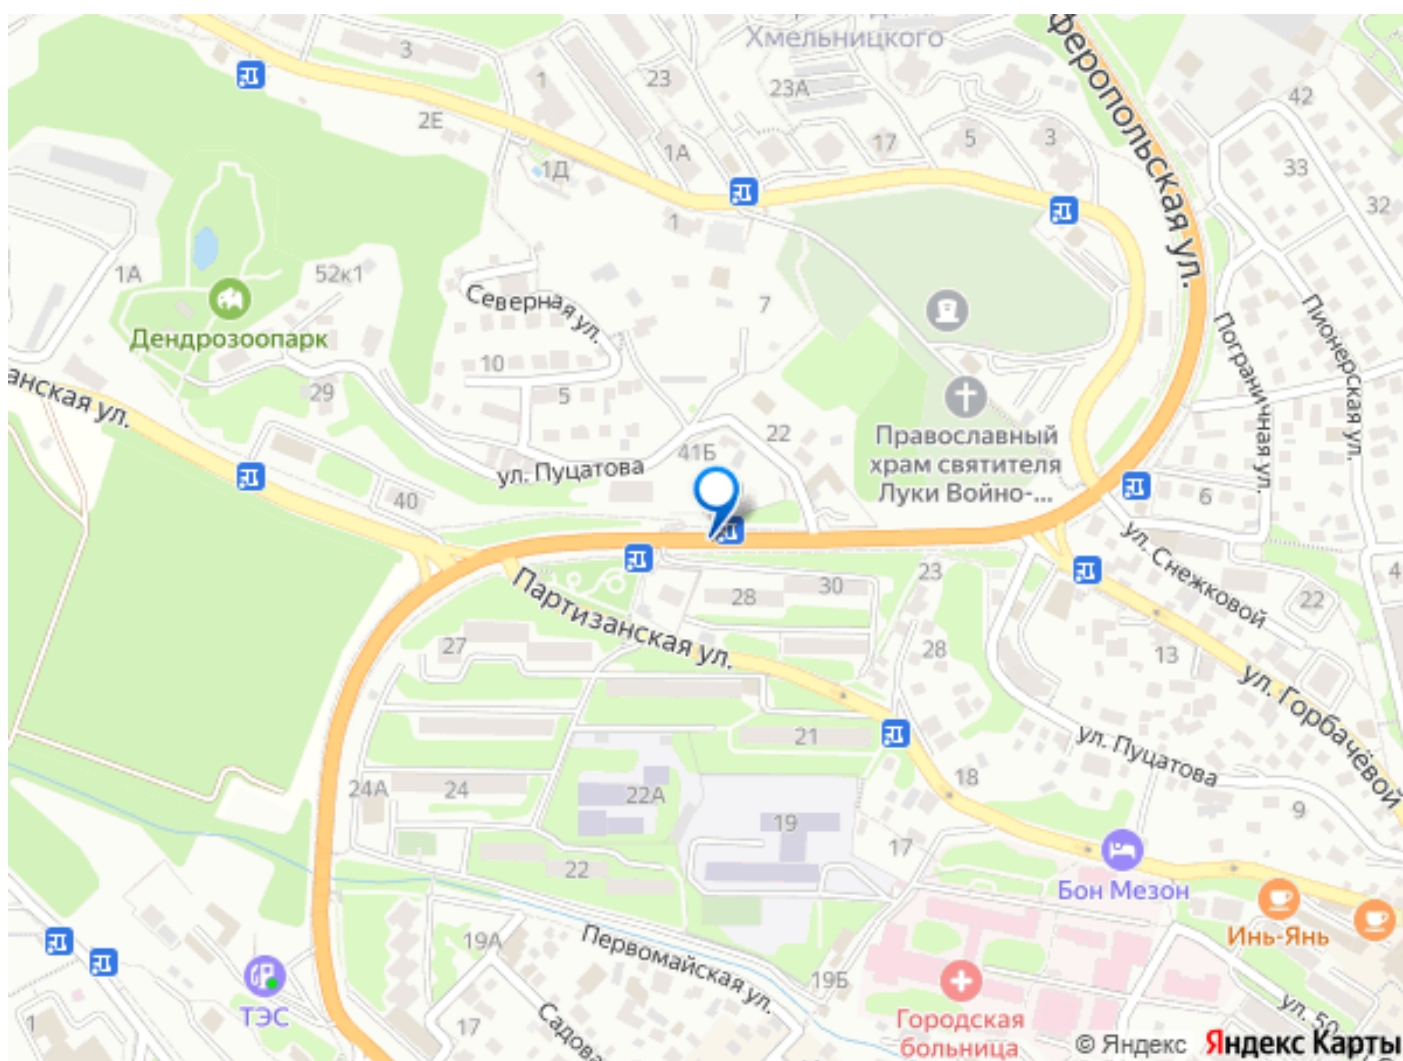 3
Хмельницкого
23
23А
1
2Е
1А
1Д
17
5
3
42
33
32
феропольская ул.
1
1А
52к1
Северная ул.
7
Дендрозоопарк
Пограничная ул.
Пионерская ул.
10
5
29
анская ул.
22
41Б
ул. Пуцатова
40
Православный
храм святителя
Луки Войно-...
6
ул. Снежковой
23
30
28
4
22
Партизанская ул.
27
28
13
ул. Горбачёвой
21
ул. Пуцатова
18
24А
24
22А
19
9
17
22
Бон Мезон
Инь-Янь
19А
Первомайская ул.
19Б
ТЭС
1
17
Садова
Городская
больница
ул. 50
© Яндекс Яндекс Карты